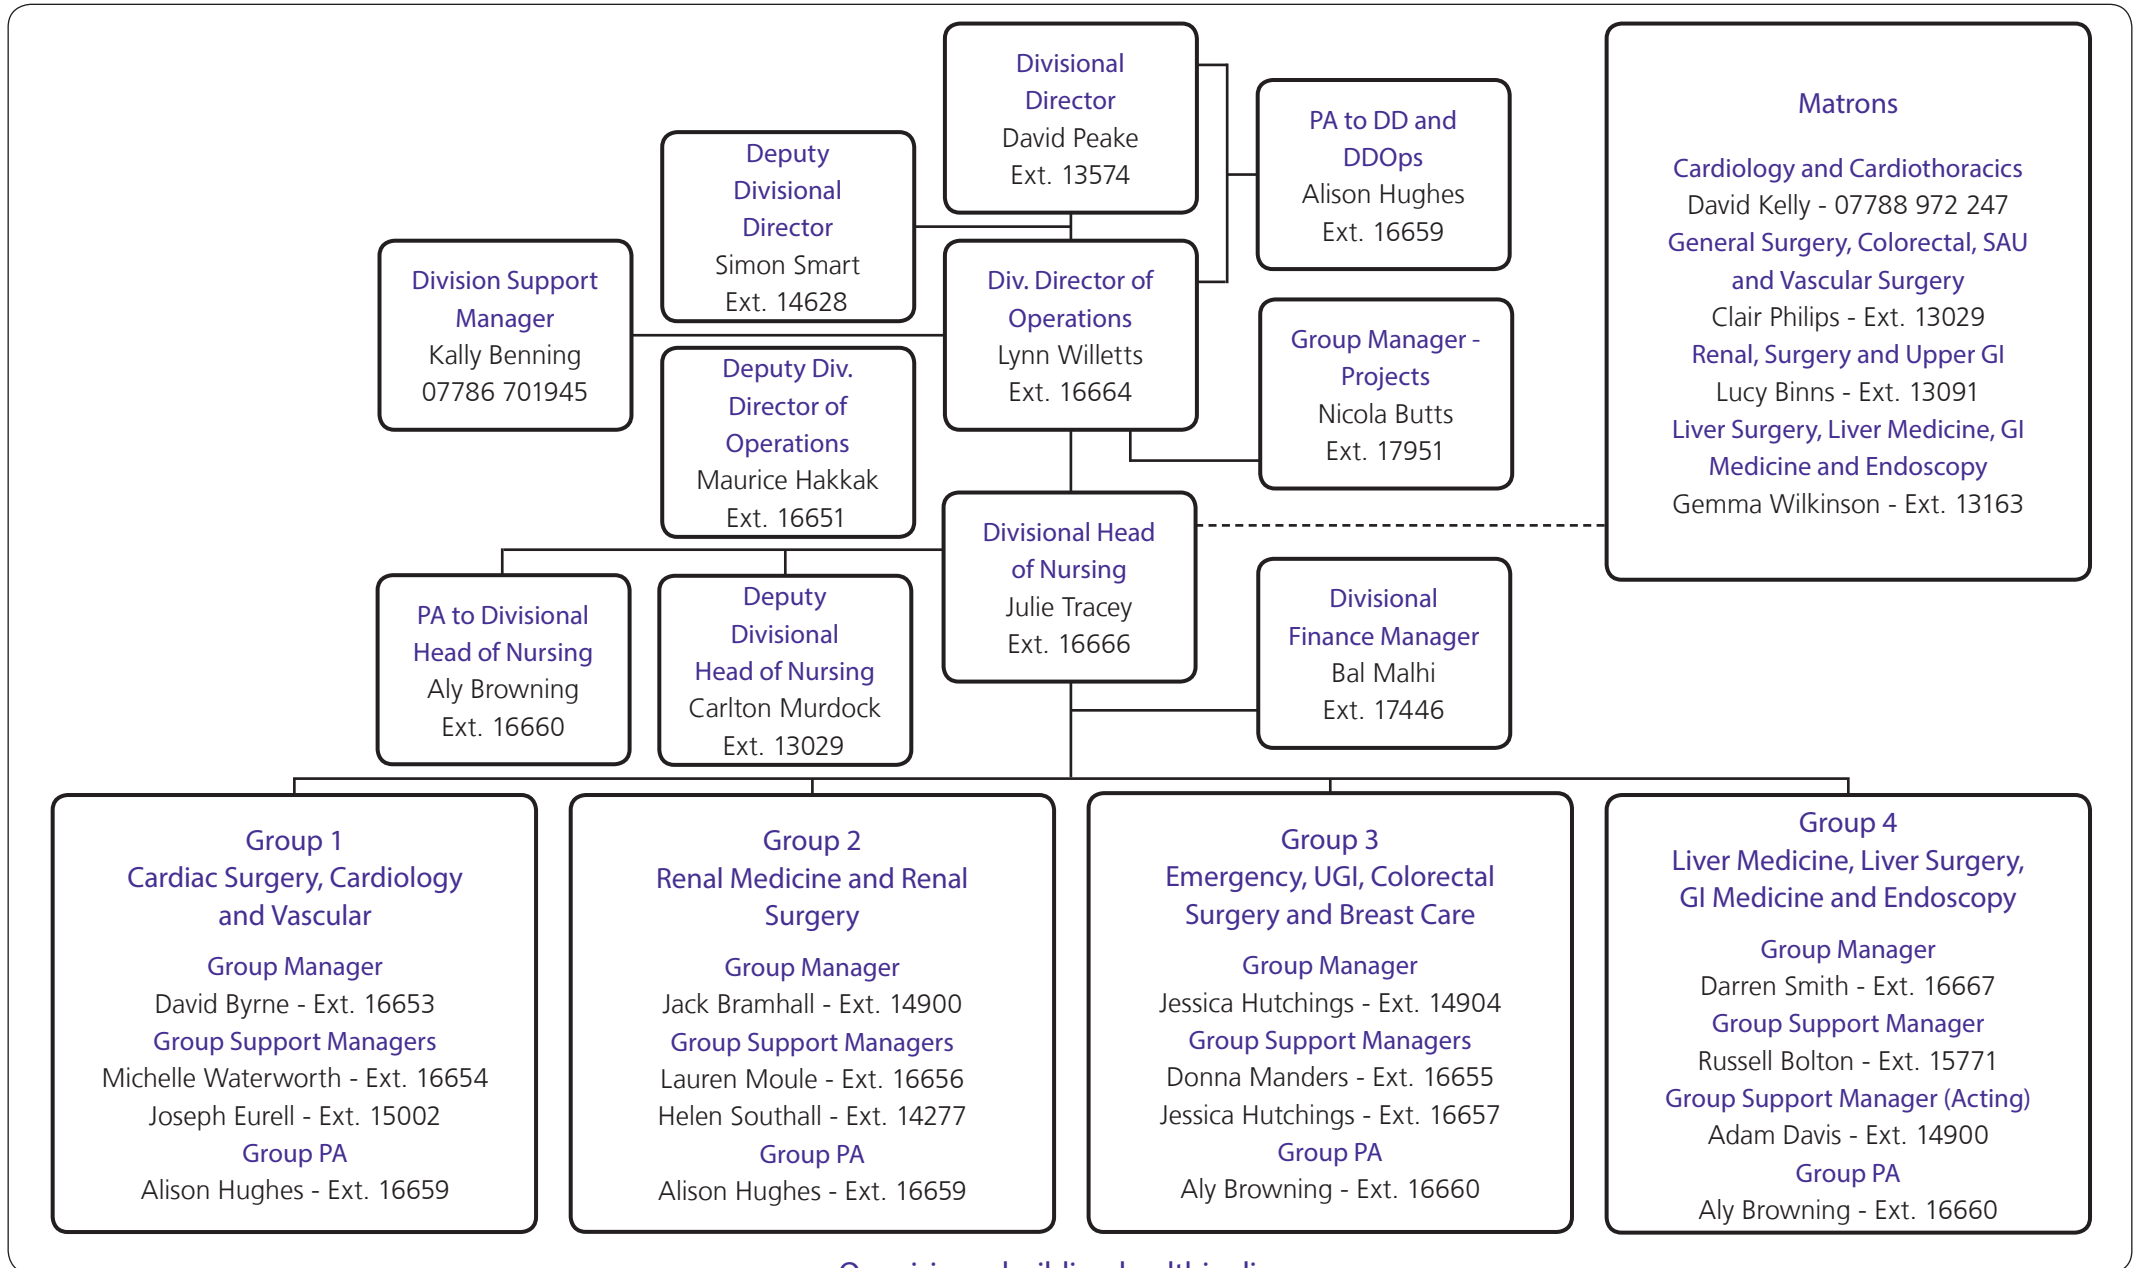 Divisional
Director
David Peake
Ext. 13574
PA to DD and
DDOps
Alison Hughes
Ext. 16659
Deputy
Divisional
Director
Simon Smart
Ext. 14628
Division Support
Manager
Kally Benning
07786 701945
Div. Director of
Operations
Lynn Willetts
Ext. 16664
Group Manager -
Projects
Nicola Butts
Ext. 17951
Deputy Div.
Director of
Operations
Maurice Hakkak
Ext. 16651
Matrons
Cardiology and Cardiothoracics
David Kelly - 07788 972 247
General Surgery, Colorectal, SAU
and Vascular Surgery
Clair Philips - Ext. 13029
Renal, Surgery and Upper GI
Lucy Binns - Ext. 13091
Liver Surgery, Liver Medicine, GI
Medicine and Endoscopy
Gemma Wilkinson - Ext. 13163
Divisional Head
of Nursing
Julie Tracey
Ext. 16666
PA to Divisional
Head of Nursing
Aly Browning
Ext. 16660
Deputy
Divisional
Head of Nursing
Carlton Murdock
Ext. 13029
Divisional
Finance Manager
Bal Malhi
Ext. 17446
Group 1
Cardiac Surgery, Cardiology
and Vascular
Group Manager
David Byrne - Ext. 16653
Group Support Managers
Michelle Waterworth - Ext. 16654
Joseph Eurell - Ext. 15002
Group PA
Alison Hughes - Ext. 16659
Group 2
Renal Medicine and Renal
Surgery
Group Manager
Jack Bramhall - Ext. 14900
Group Support Managers
Lauren Moule - Ext. 16656
Helen Southall - Ext. 14277
Group PA
Alison Hughes - Ext. 16659
Group 3
Emergency, UGI, Colorectal
Surgery and Breast Care
Group Manager
Jessica Hutchings - Ext. 14904
Group Support Managers
Donna Manders - Ext. 16655
Jessica Hutchings - Ext. 16657
Group PA
Aly Browning - Ext. 16660
Group 4
Liver Medicine, Liver Surgery,
GI Medicine and Endoscopy
Group Manager
Darren Smith - Ext. 16667
Group Support Manager
Russell Bolton - Ext. 15771
Group Support Manager (Acting)
Adam Davis - Ext. 14900
Group PA
Aly Browning - Ext. 16660